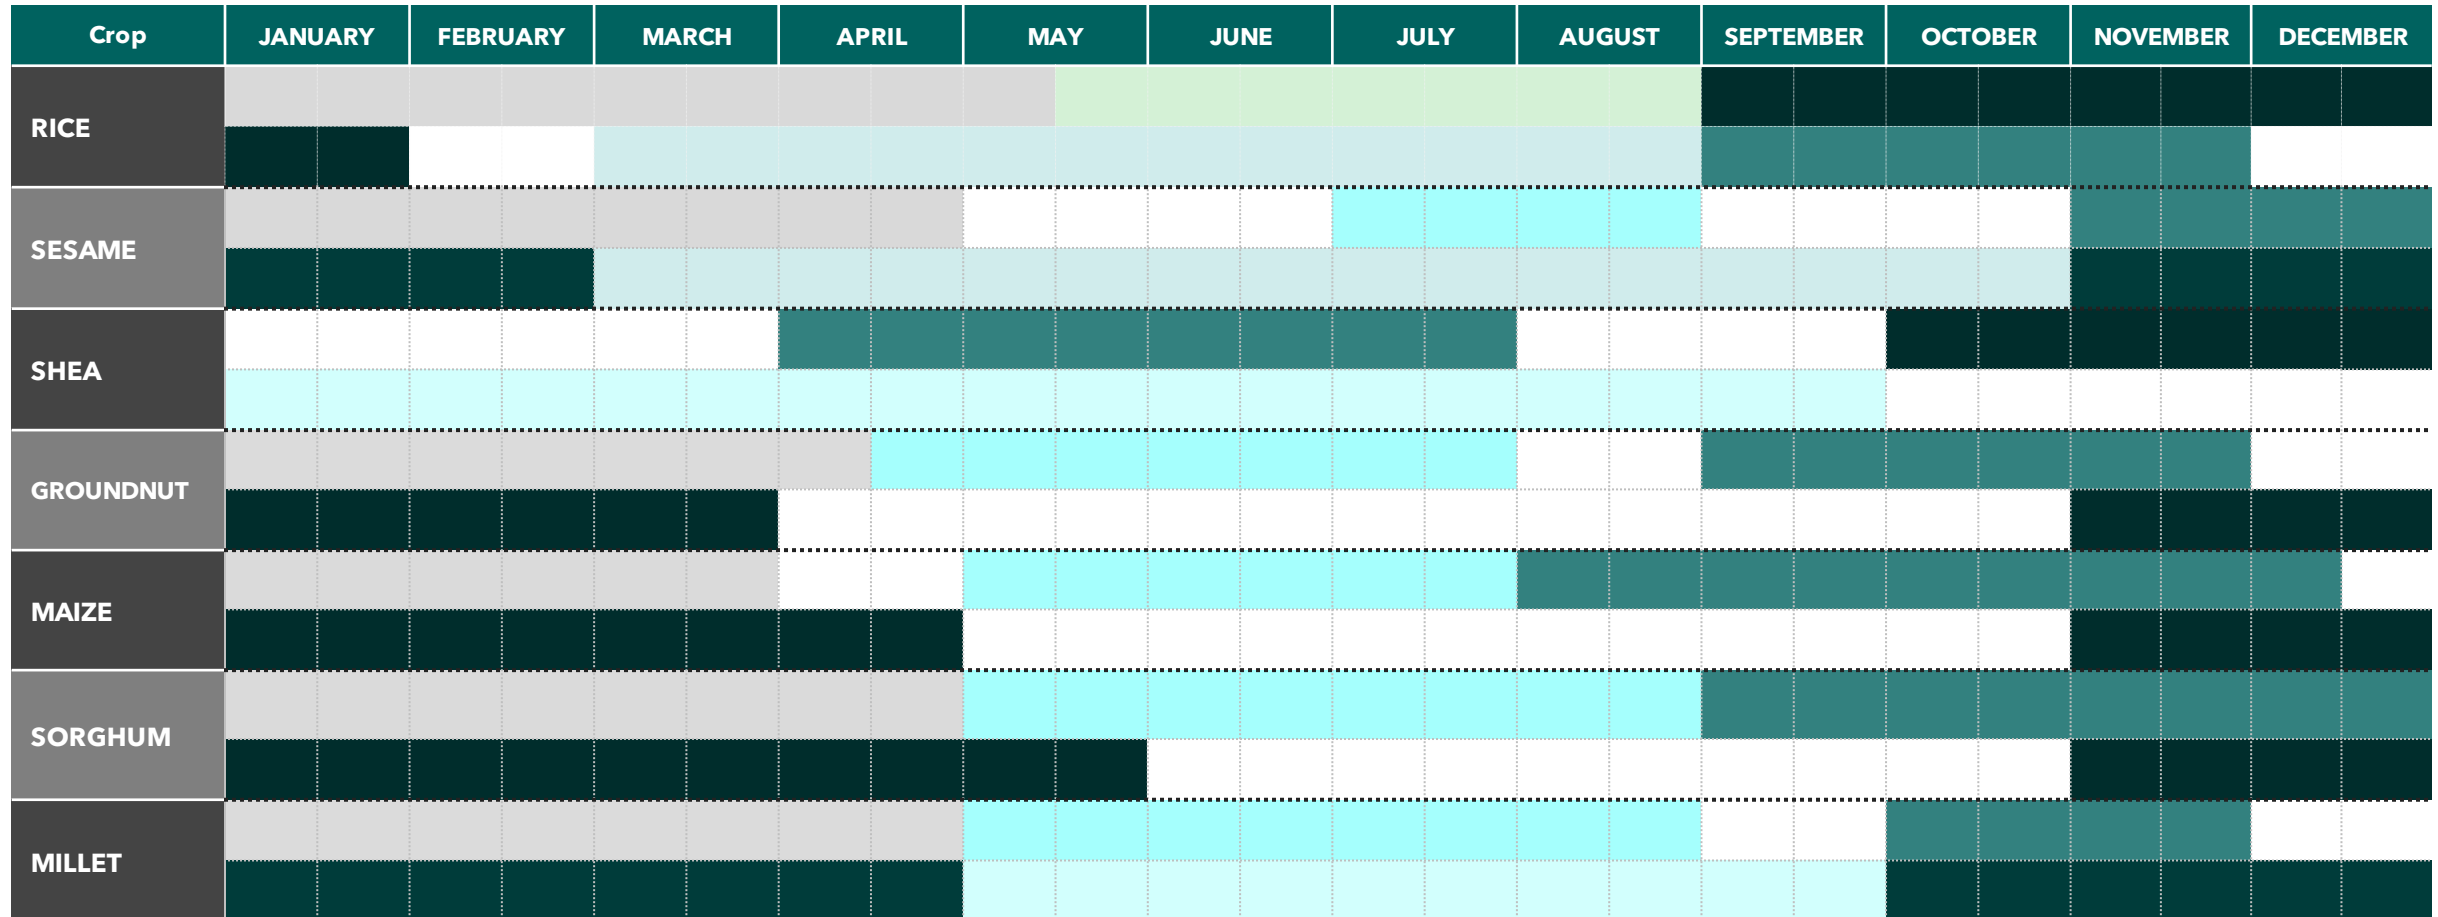 Crop JANUARY FEBRUARY MARCH APRIL MAY JUNE JULY AUGUST SEPTEMBER OCTOBER NOVEMBER DECEMBER
RICE
SESAME
SHEA
GROUNDNUT
MAIZE
SORGHUM
MILLET